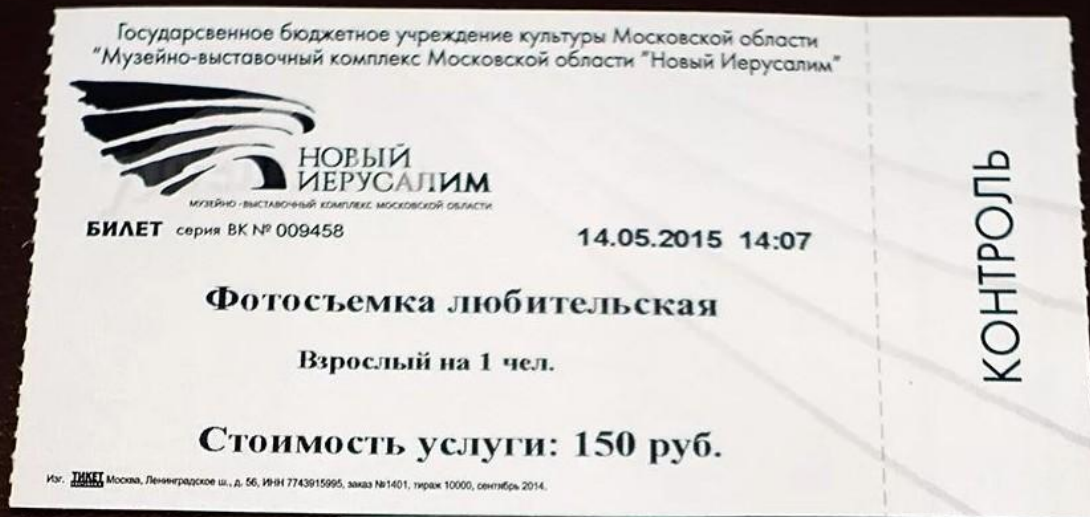 Государсвенное бюджетное учреждение культуры Московской области
"Музейно-выставочный комплекс Московской области "Новый Иерусалим"
НОВЫЙ
ИЕРУСАЛИМ
МУЗЕЙНО-ВЫСТАВОЧНЫЙ КОМПЛЕКС МОСКОВСКОЙ ОБЛАСТИ
БИЛЕТ серия ВК № 009458
14.05.2015 14:07
Фотосъемка любительская
Взрослый на 1 чел.
Стоимость услуги: 150 руб.
Изг. ТИКЕТ Москва, Ленинградское ш., д. 56, ИНН 7743915995, заказ №1401, тираж 10000, сентябрь 2014.
КОНТРОЛЬ